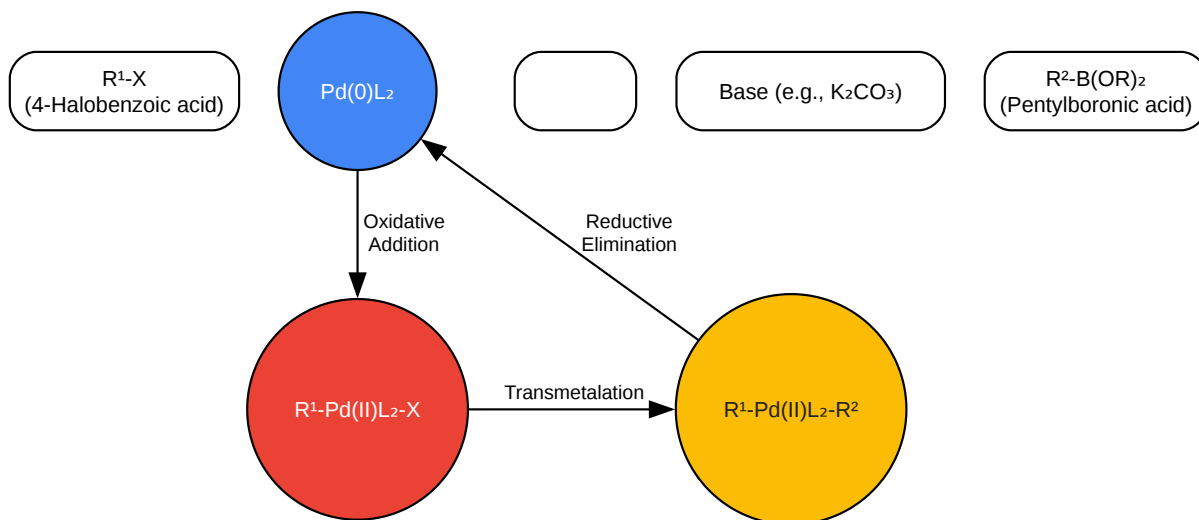 R¹-X
(4-Halobenzoic acid)
Pd(0)L₂
Base (e.g., K₂CO₃)
R²-B(OR)₂
(Pentylboronic acid)
Oxidative
Addition
Reductive
Elimination
R¹-Pd(II)L₂-X
Transmetalation
R¹-Pd(II)L₂-R²